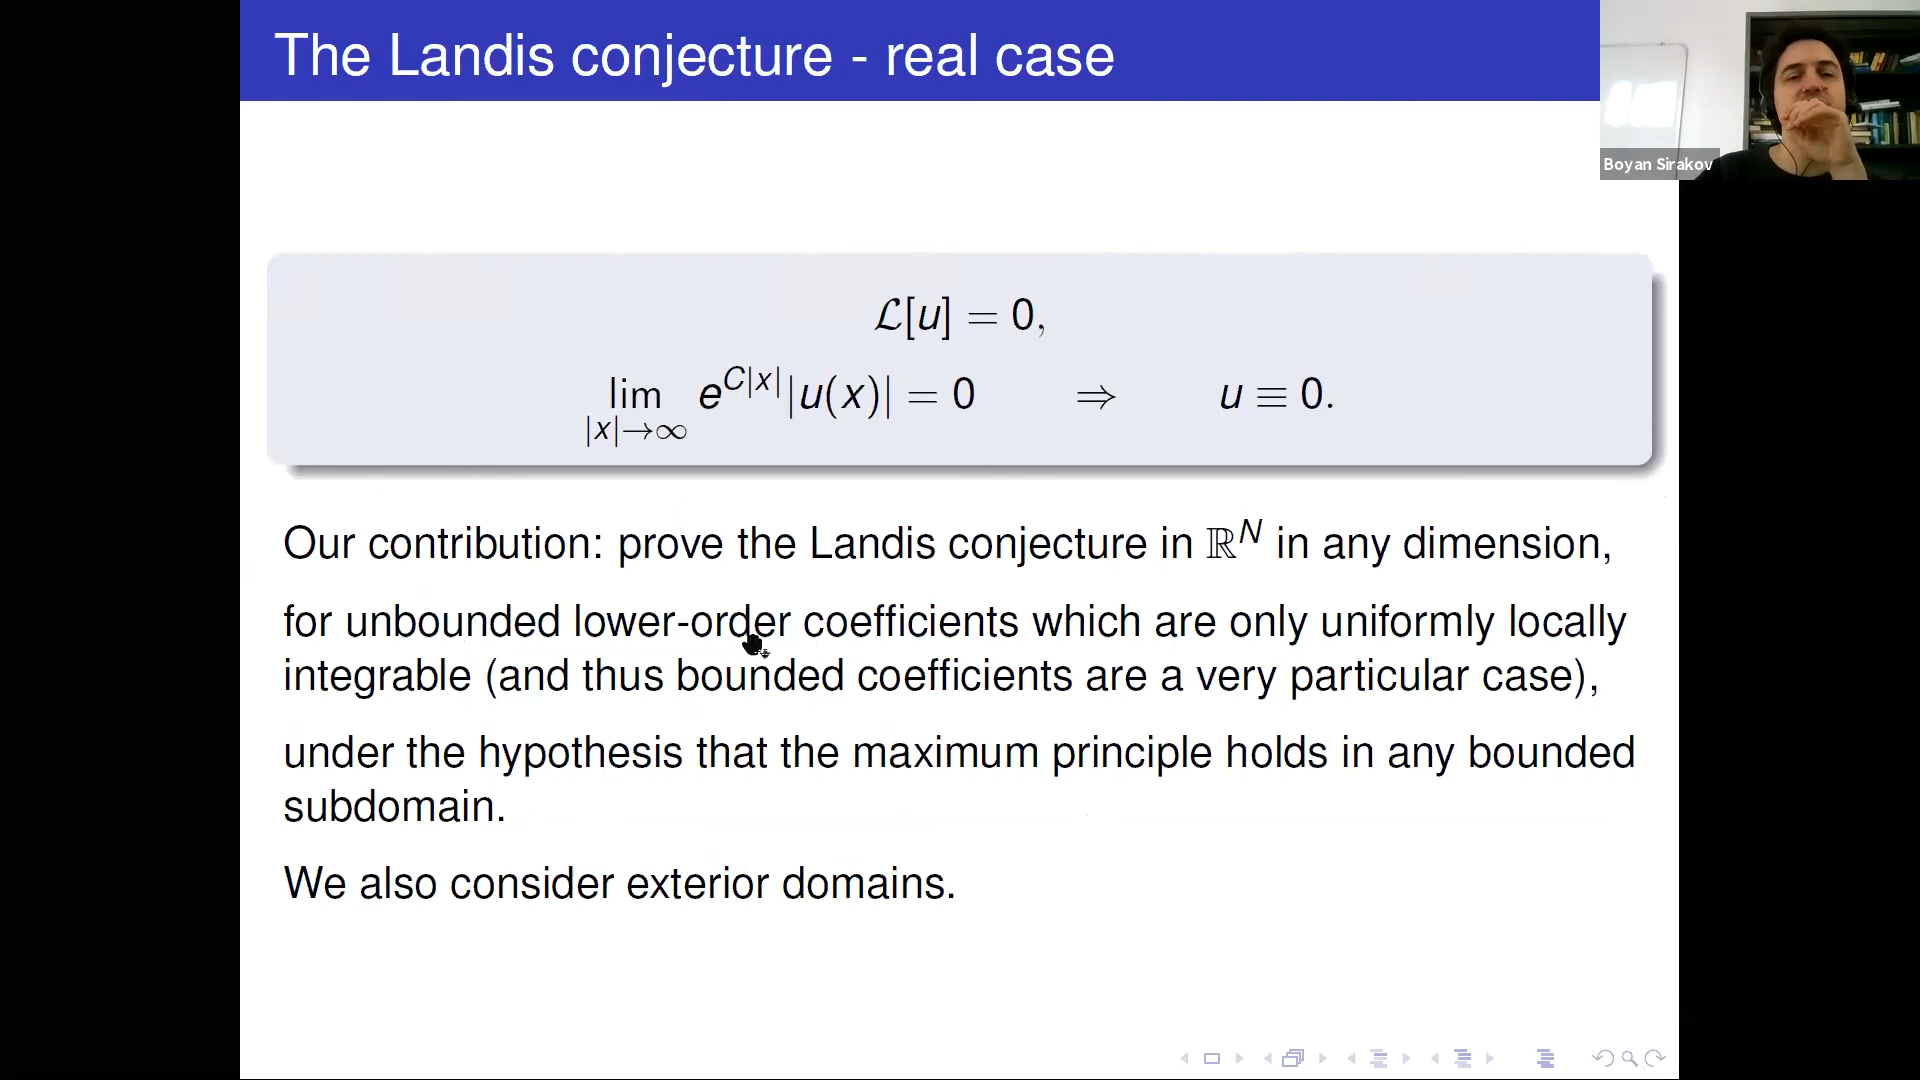 The Landis conjecture - real case
Boyan Sirakov
ℒ[u] = 0,
lim_{|x|→∞} e^{C|x|}|u(x)| = 0 ⇒ u ≡ 0.
Our contribution: prove the Landis conjecture in ℝ^N in any dimension,
for unbounded lower-order coefficients which are only uniformly locally
integrable (and thus bounded coefficients are a very particular case),
under the hypothesis that the maximum principle holds in any bounded
subdomain.
We also consider exterior domains.